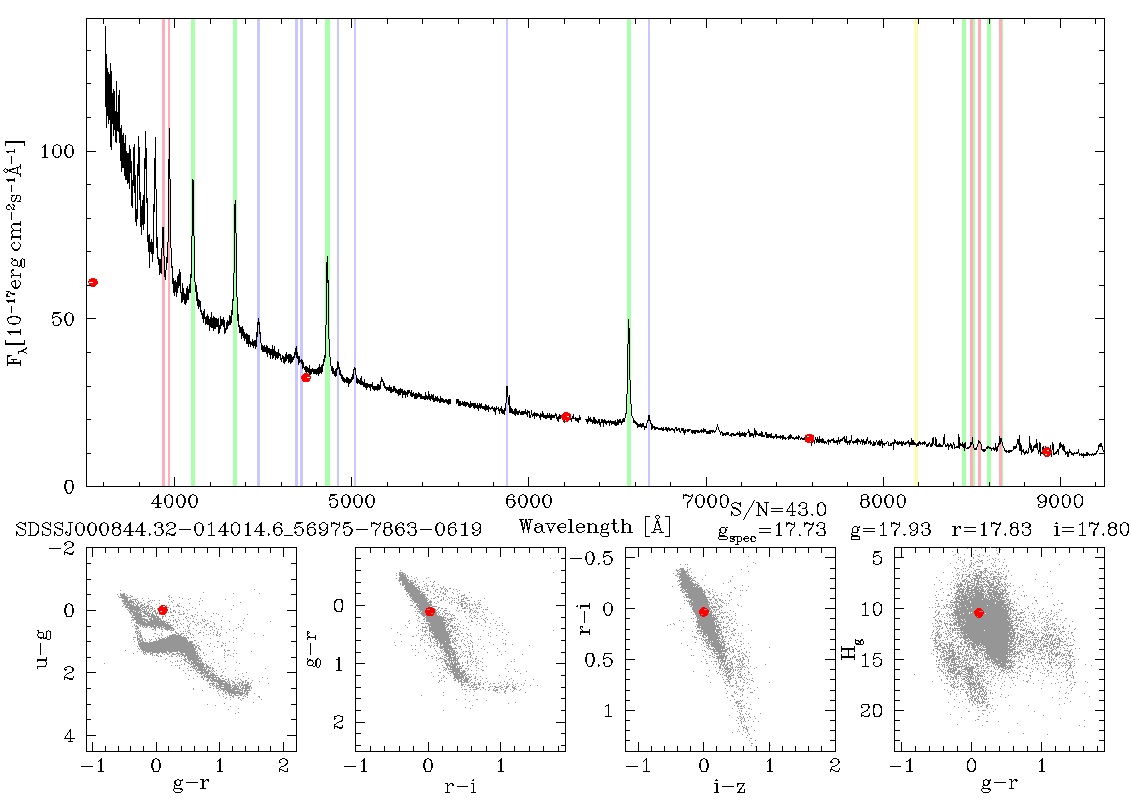 100
50
0
F_λ[10⁻¹⁷erg cm⁻²s⁻¹Å⁻¹]
4000 5000 6000 7000 8000 9000
Wavelength [Å]
S/N=43.0
SDSSJ000844.32-014014.6_56975-7863-0619
g_spec=17.73 g=17.93 r=17.83 i=17.80
-2
0
2
4
u-g
-1 0 1 2
g-r
0
1
2
g-r
0 1
r-i
-0.5
0
0.5
1
r-i
-1 0 1 2
i-z
5
10
15
20
H_g
-1 0 1
g-r